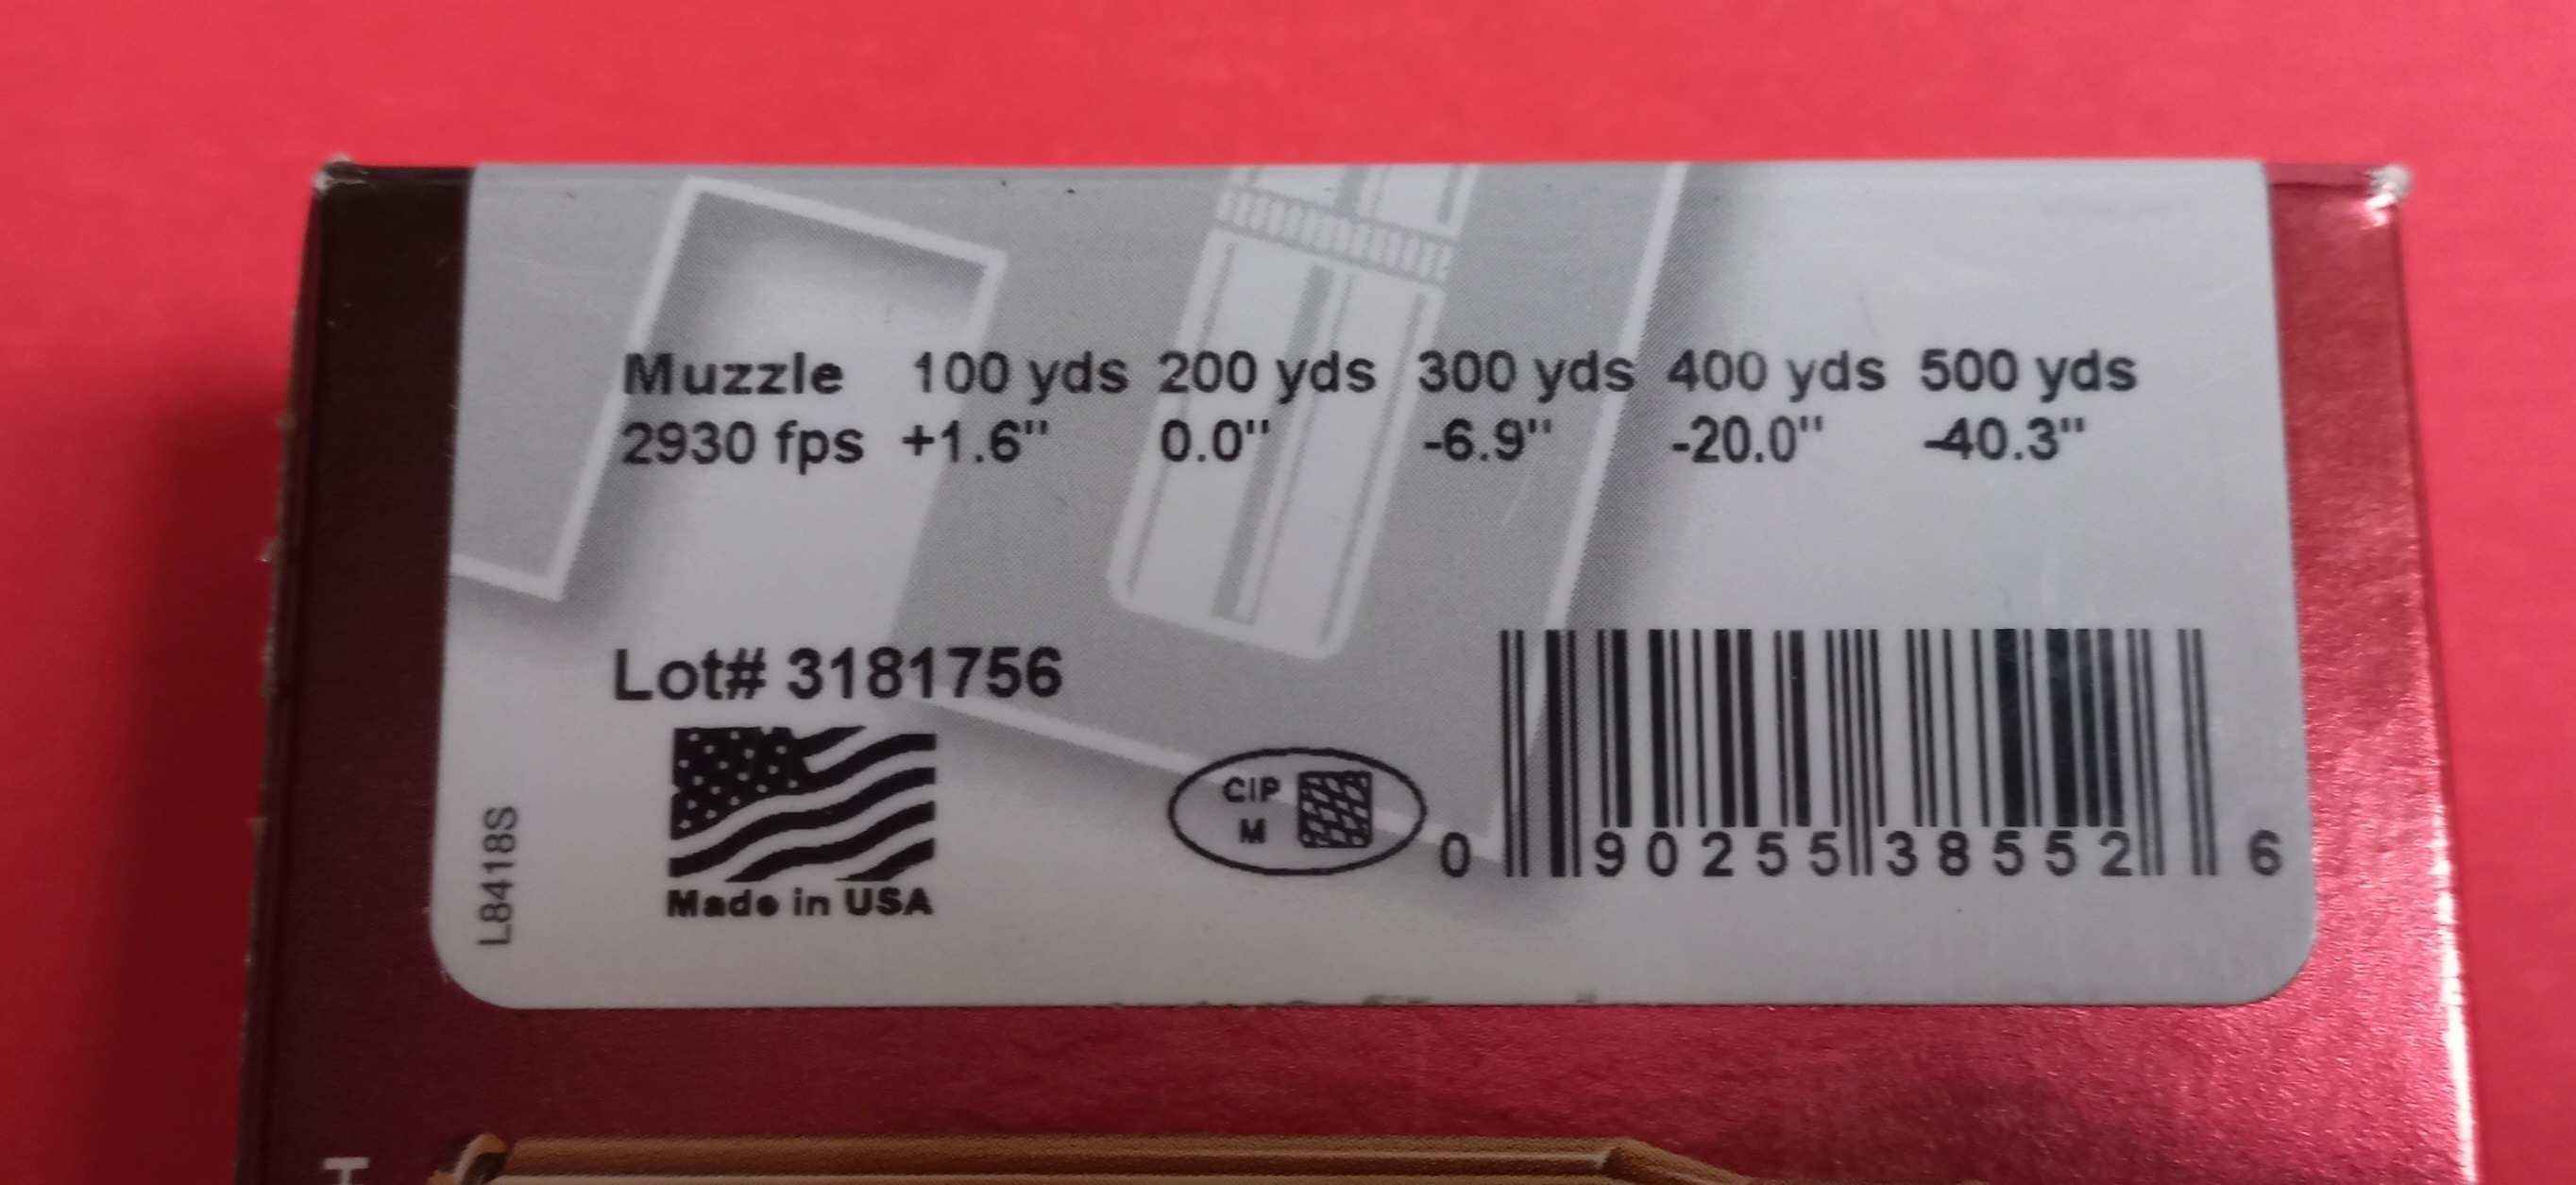 Muzzle 100 yds 200 yds 300 yds 400 yds 500 yds
2930 fps +1.6" 0.0" -6.9" -20.0" -40.3"
Lot# 3181756
Made in USA
L8418S
CIP
M
0 90255 38552 6
T